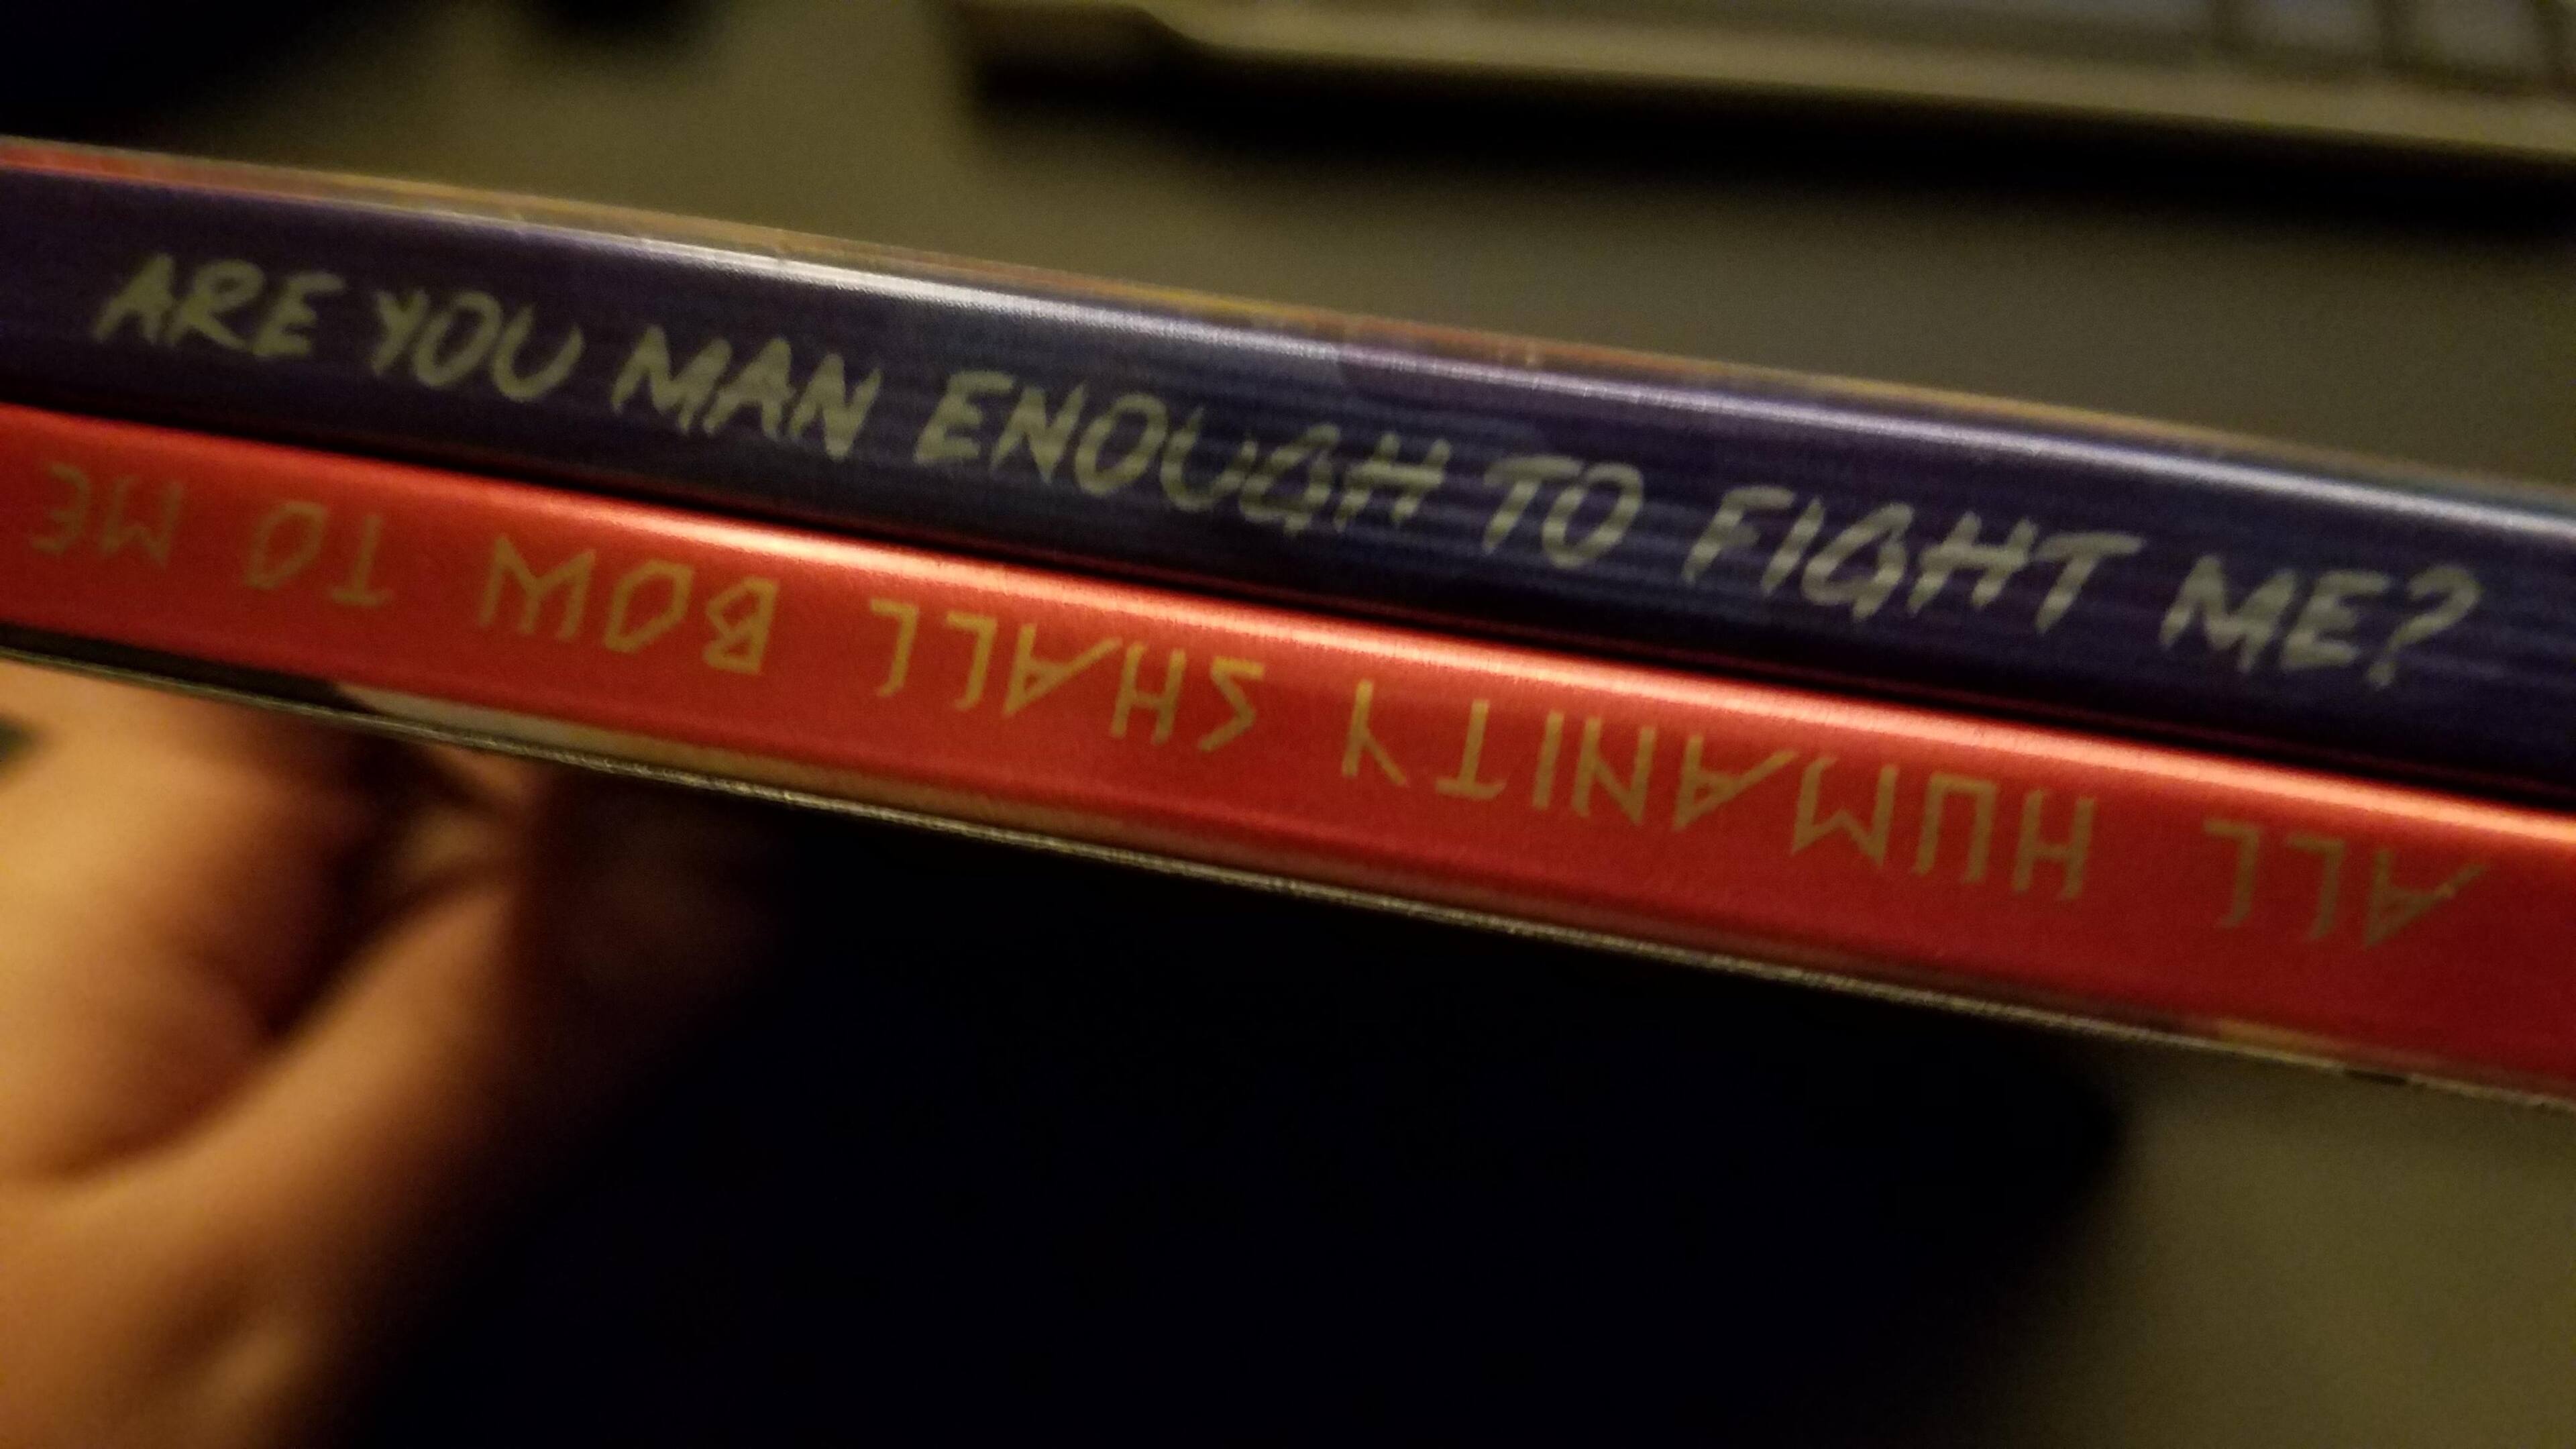 ARE YOU MAN ENOUGH TO FIGHT ME?
ALL HUMANITY SHALL BOW TO ME